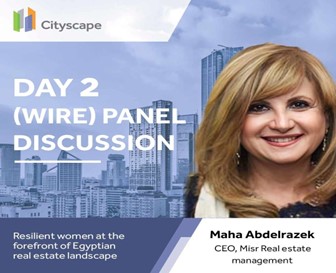 Cityscape
DAY 2
(WIRE) PANEL
DISCUSSION
Resilient women at the
forefront of Egyptian
real estate landscape
Maha Abdelrazek
CEO, Misr Real estate
management